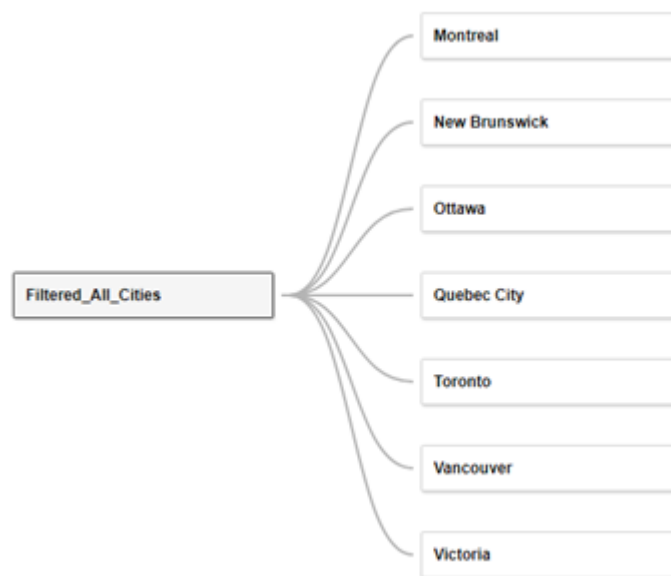 Montreal
New Brunswick
Ottawa
Filtered_All_Cities
Quebec City
Toronto
Vancouver
Victoria